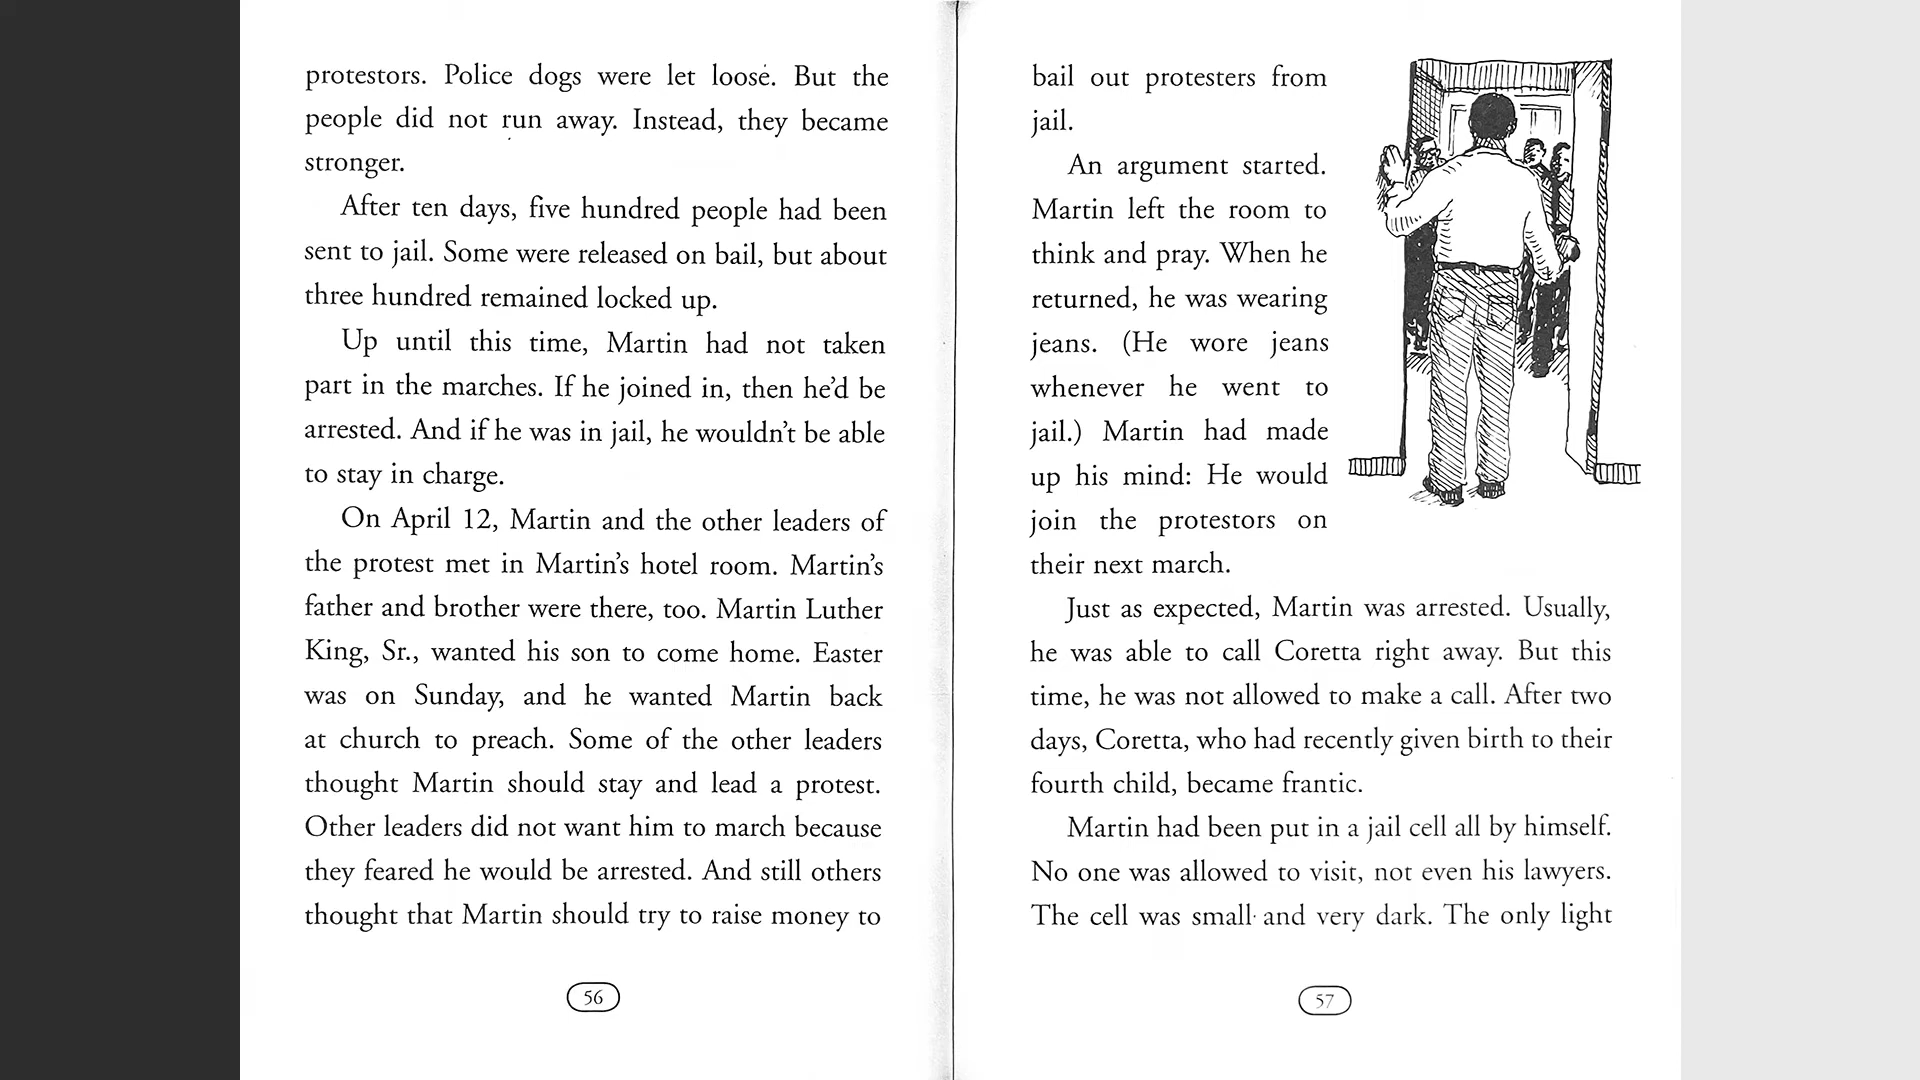 protestors. Police dogs were let loose. But the
people did not run away. Instead, they became
stronger.
After ten days, five hundred people had been
sent to jail. Some were released on bail, but about
three hundred remained locked up.
Up until this time, Martin had not taken
part in the marches. If he joined in, then he'd be
arrested. And if he was in jail, he wouldn't be able
to stay in charge.
On April 12, Martin and the other leaders of
the protest met in Martin's hotel room. Martin's
father and brother were there, too. Martin Luther
King, Sr., wanted his son to come home. Easter
was on Sunday, and he wanted Martin back
at church to preach. Some of the other leaders
thought Martin should stay and lead a protest.
Other leaders did not want him to march because
they feared he would be arrested. And still others
thought that Martin should try to raise money to
56
bail out protesters from
jail.
An argument started.
Martin left the room to
think and pray. When he
returned, he was wearing
jeans. (He wore jeans
whenever he went to
jail.) Martin had made
up his mind: He would
join the protestors on
their next march.
Just as expected, Martin was arrested. Usually,
he was able to call Coretta right away. But this
time, he was not allowed to make a call. After two
days, Coretta, who had recently given birth to their
fourth child, became frantic.
Martin had been put in a jail cell all by himself.
No one was allowed to visit, not even his lawyers.
The cell was small and very dark. The only light
57